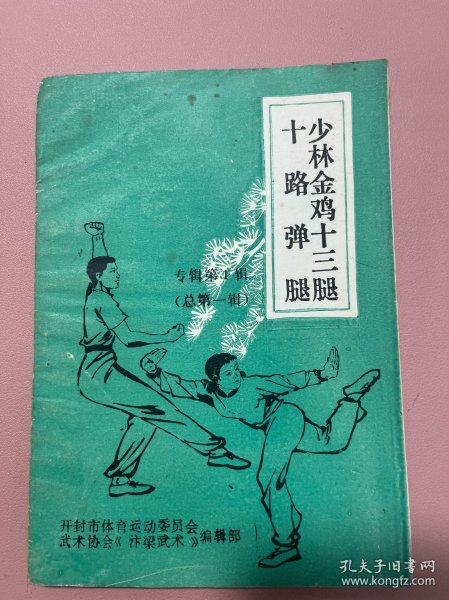 少林金鸡十三腿
十路弹腿
专辑第1辑
（总第一辑）
开封市体育运动委员会
武术协会《汴梁武术》编辑部
孔夫子旧书网
kongfz.com